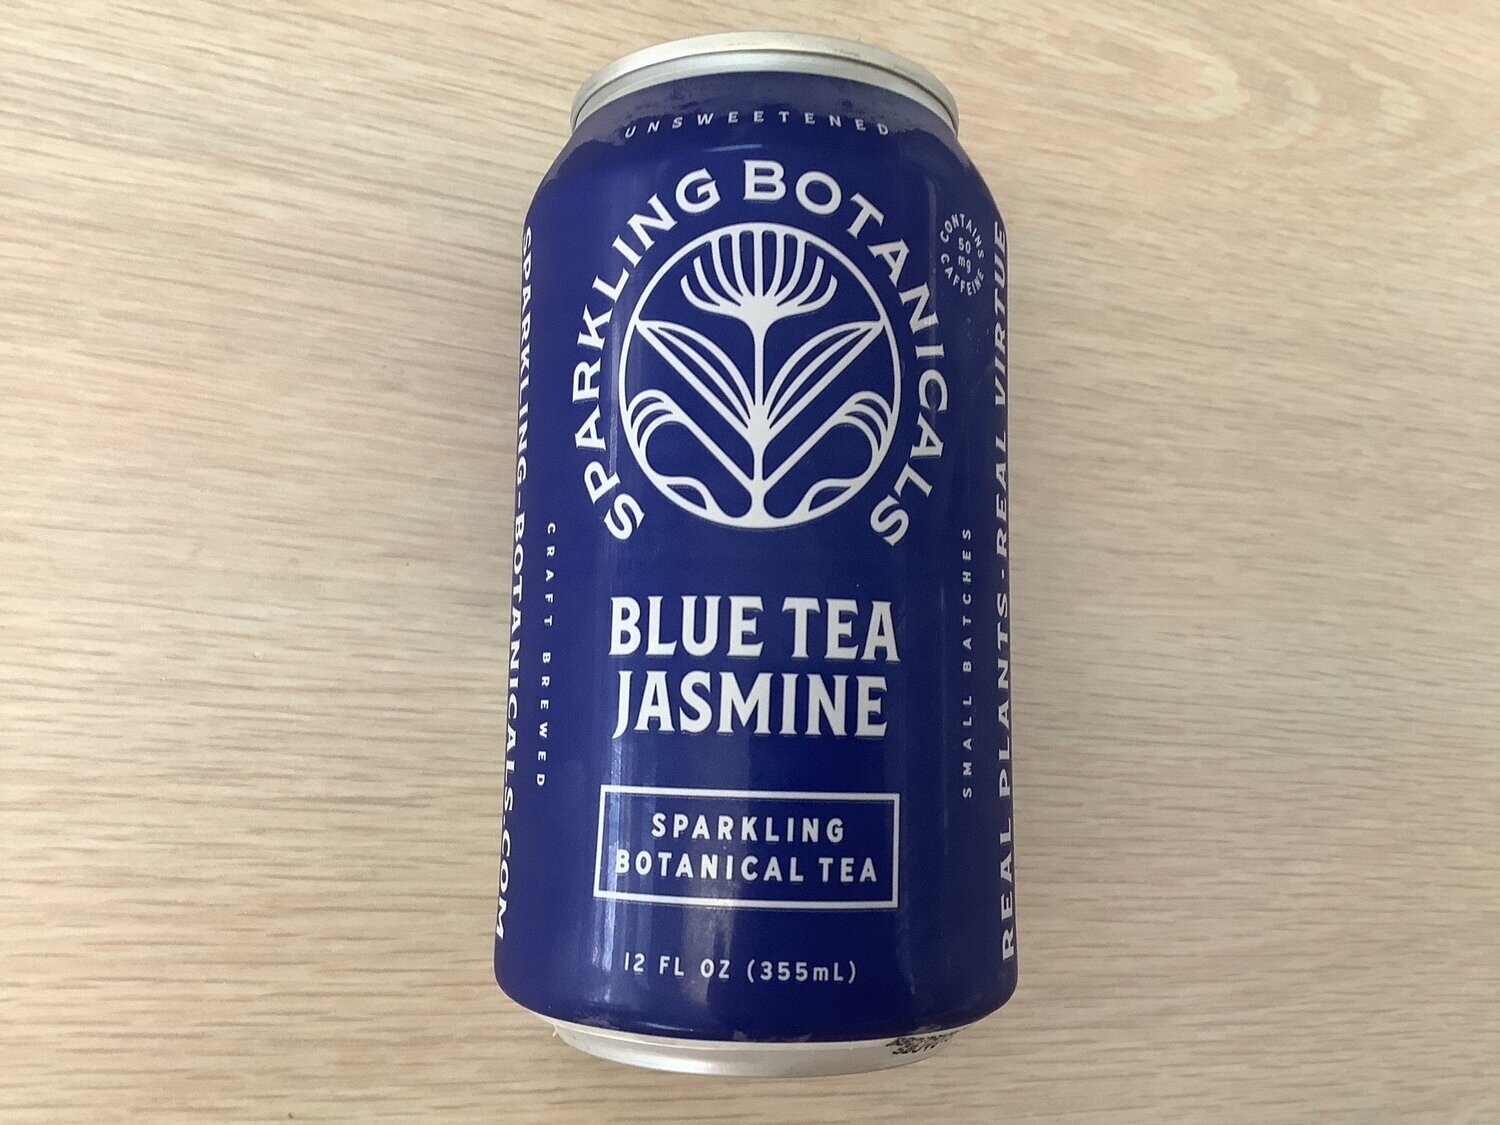 UNSWEETENED
SPARKLING BOTANICALS
CONTAINS
50
mg
CAFFEINE
SPARKLING-BOTANICALS.COM
CRAFT BREWED
SMALL BATCHES
REAL PLANTS·REAL VIRTUE
BLUE TEA
JASMINE
SPARKLING
BOTANICAL TEA
12 FL OZ (355mL)